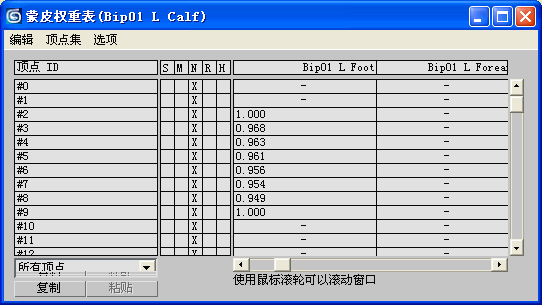 蒙皮权重表(Bip01 L Calf)
编辑 顶点集 选项
顶点 ID S M N R H Bip01 L Foot Bip01 L Forea
#0 X - -
#1 X - -
#2 X 1.000 -
#3 X 0.968 -
#4 X 0.963 -
#5 X 0.961 -
#6 X 0.956 -
#7 X 0.954 -
#8 X 0.949 -
#9 X 1.000 -
#10 X - -
#11 X - -
#12 X - -
所有顶点
使用鼠标滚轮可以滚动窗口
复制 粘贴